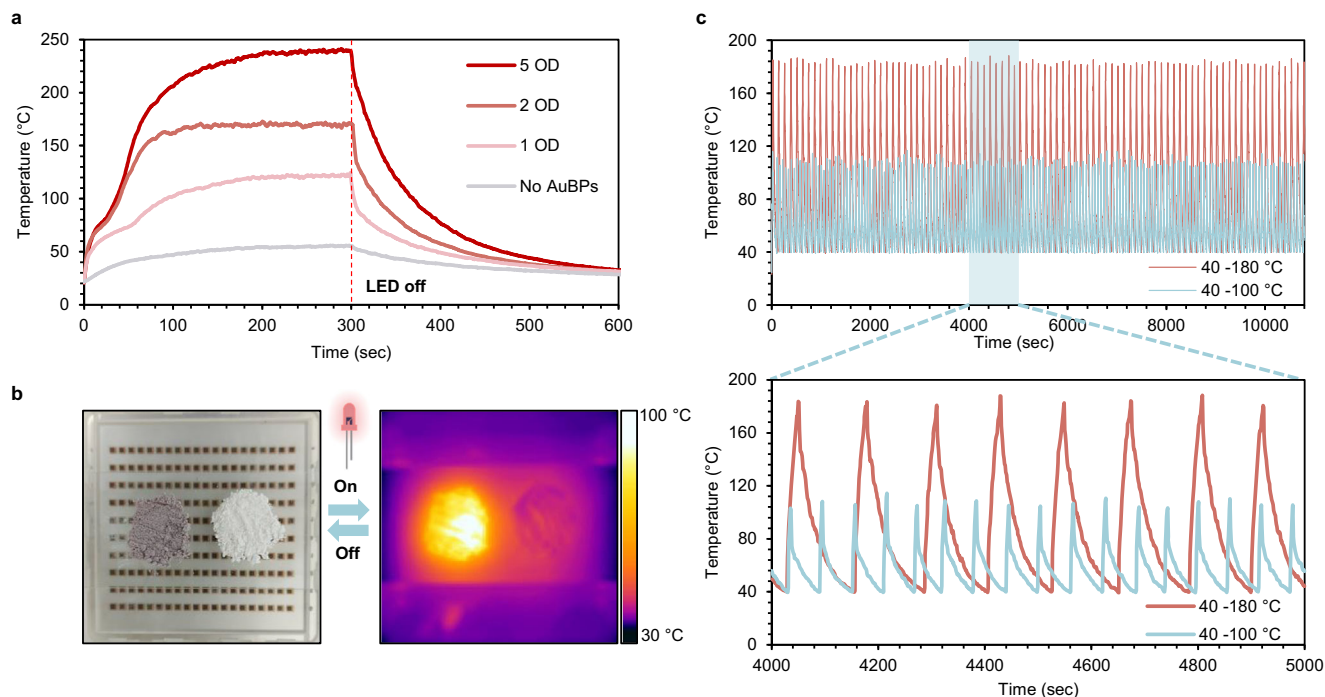 a
250
200
150
100
50
0
Temperature (°C)
5 OD
2 OD
1 OD
No AuBPs
LED off
0 100 200 300 400 500 600
Time (sec)
b
On
Off
100 °C
30 °C
c
200
160
120
80
40
0
Temperature (°C)
40 -180 °C
40 -100 °C
0 2000 4000 6000 8000 10000
Time (sec)
200
160
120
80
40
0
Temperature (°C)
40 -180 °C
40 -100 °C
4000 4200 4400 4600 4800 5000
Time (sec)